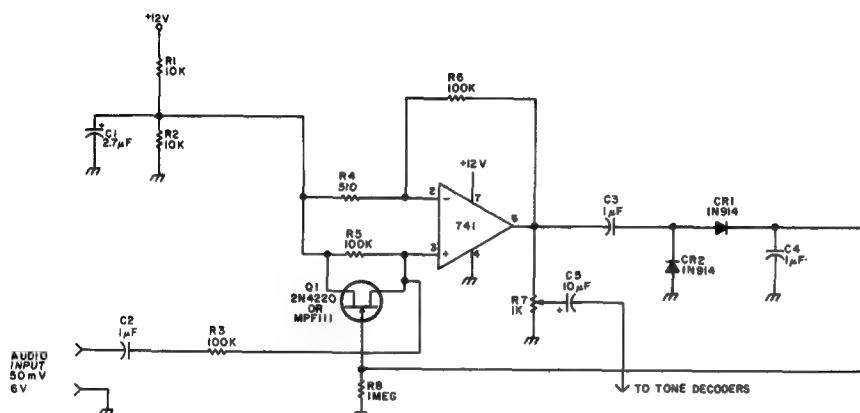 +12V
R1
10K
R2
10K
+
C1
2.7µF
R6
100K
R4
510
+12V
2
-
7
741
6
R5
100K
3
+
4
C3
1µF
CR1
1N914
CR2
1N914
C4
1µF
Q1
2N4220
OR
MPF111
C5
10µF
+
R7
1K
C2
1µF
R3
100K
AUDIO
INPUT
50mV
6V
R8
1MEG
TO TONE DECODERS